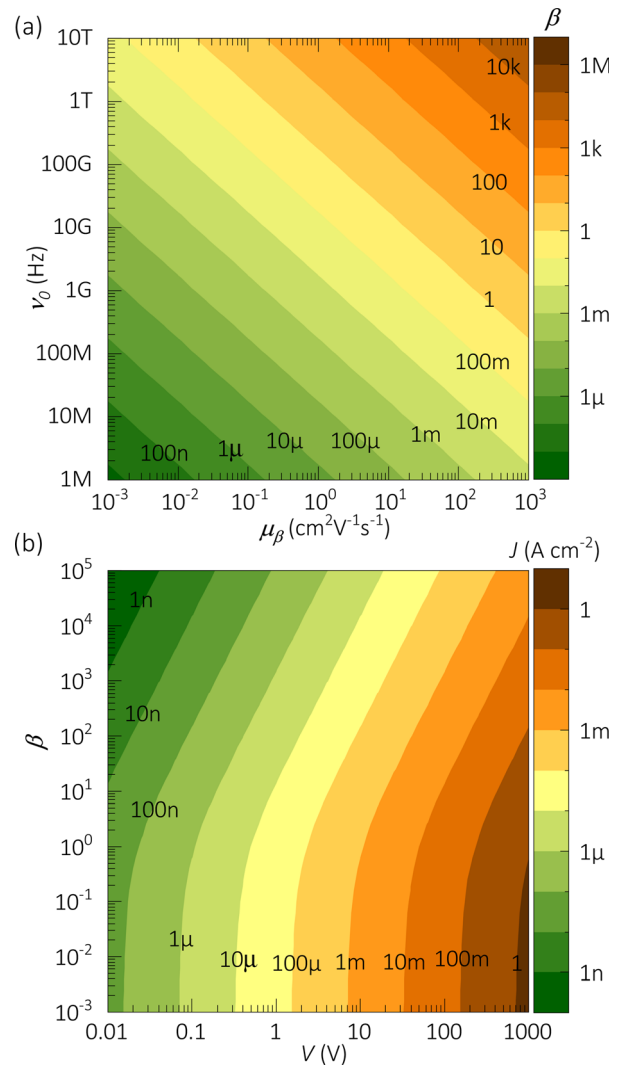 (a)
β
10T
1T
100G
10G
1G
100M
10M
1M
ν₀ (Hz)
10k
1k
100
10
1
100m
10m
1m
100µ
10µ
1µ
100n
1M
1k
1
1m
1µ
10⁻³ 10⁻² 10⁻¹ 10⁰ 10¹ 10² 10³
µᵦ (cm²V⁻¹s⁻¹)
(b)
J (A cm⁻²)
10⁵
10⁴
10³
10²
10¹
10⁰
10⁻¹
10⁻²
10⁻³
β
1n
10n
100n
1µ 10µ 100µ 1m 10m 100m 1
1
1m
1µ
1n
0.01 0.1 1 10 100 1000
V (V)